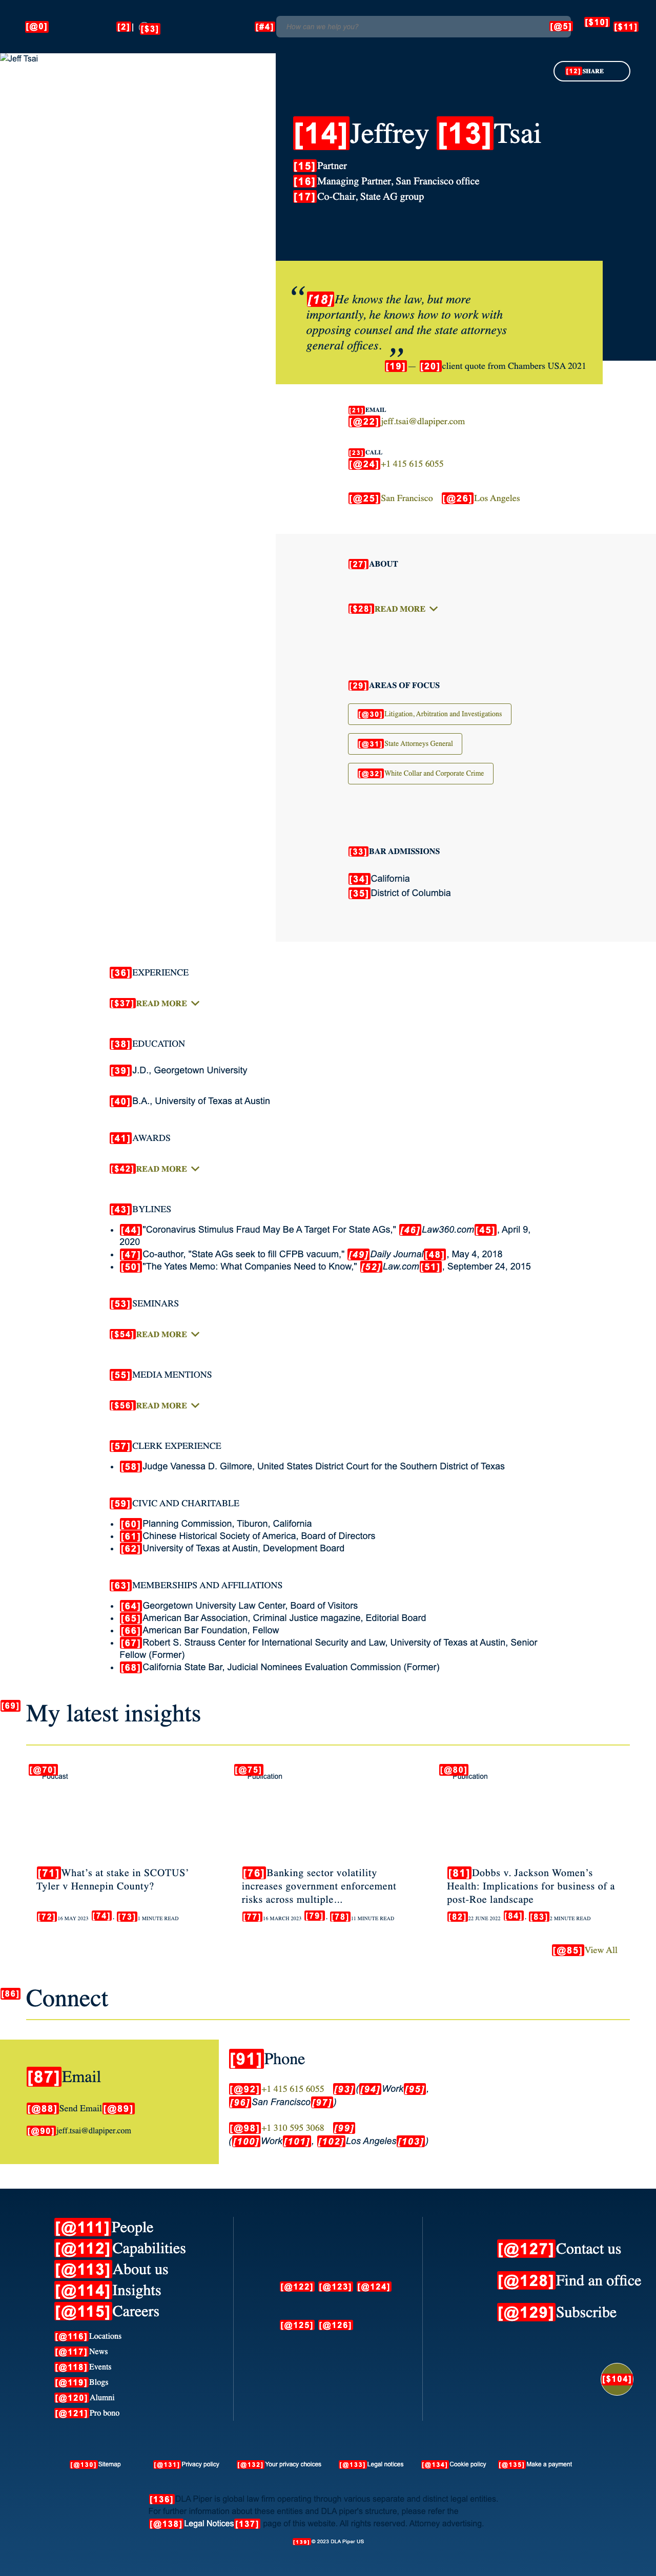 [@0] [2] [$3] [#4] How can we help you? [@5] [$10] [$11]
Jeff Tsai
[12] SHARE
[14] Jeffrey [13] Tsai
[15] Partner
[16] Managing Partner, San Francisco office
[17] Co-Chair, State AG group
“ [18] He knows the law, but more
importantly, he knows how to work with
opposing counsel and the state attorneys
general offices. ”
[19] — [20] client quote from Chambers USA 2021
[21] EMAIL
[@22] jeff.tsai@dlapiper.com
[23] CALL
[@24] +1 415 615 6055
[@25] San Francisco [@26] Los Angeles
[27] ABOUT
[$28] READ MORE
[29] AREAS OF FOCUS
[@30] Litigation, Arbitration and Investigations
[@31] State Attorneys General
[@32] White Collar and Corporate Crime
[33] BAR ADMISSIONS
[34] California
[35] District of Columbia
[36] EXPERIENCE
[$37] READ MORE
[38] EDUCATION
[39] J.D., Georgetown University
[40] B.A., University of Texas at Austin
[41] AWARDS
[$42] READ MORE
[43] BYLINES
• [44] "Coronavirus Stimulus Fraud May Be A Target For State AGs," [46] Law360.com [45], April 9,
2020
• [47] Co-author, "State AGs seek to fill CFPB vacuum," [49] Daily Journal [48], May 4, 2018
• [50] "The Yates Memo: What Companies Need to Know," [52] Law.com [51], September 24, 2015
[53] SEMINARS
[$54] READ MORE
[55] MEDIA MENTIONS
[$56] READ MORE
[57] CLERK EXPERIENCE
• [58] Judge Vanessa D. Gilmore, United States District Court for the Southern District of Texas
[59] CIVIC AND CHARITABLE
• [60] Planning Commission, Tiburon, California
• [61] Chinese Historical Society of America, Board of Directors
• [62] University of Texas at Austin, Development Board
[63] MEMBERSHIPS AND AFFILIATIONS
• [64] Georgetown University Law Center, Board of Visitors
• [65] American Bar Association, Criminal Justice magazine, Editorial Board
• [66] American Bar Foundation, Fellow
• [67] Robert S. Strauss Center for International Security and Law, University of Texas at Austin, Senior
Fellow (Former)
• [68] California State Bar, Judicial Nominees Evaluation Commission (Former)
[69] My latest insights
[@70] Podcast
[71] What’s at stake in SCOTUS’
Tyler v Hennepin County?
[72] 16 MAY 2023 [74]. [73] MINUTE READ
[@75] Publication
[76] Banking sector volatility
increases government enforcement
risks across multiple...
[77] 16 MARCH 2023 [79]. [78] 11 MINUTE READ
[@80] Publication
[81] Dobbs v. Jackson Women’s
Health: Implications for business of a
post-Roe landscape
[82] 22 JUNE 2022 [84]. [83] 2 MINUTE READ
[@85] View All
[86] Connect
[87] Email
[@88] Send Email [@89]
[@90] jeff.tsai@dlapiper.com
[91] Phone
[@92] +1 415 615 6055 [93] ([94] Work [95],
[96] San Francisco [97])
[@98] +1 310 595 3068 [99]
([100] Work [101], [102] Los Angeles [103])
[@111] People
[@112] Capabilities
[@113] About us
[@114] Insights
[@115] Careers
[@116] Locations
[@117] News
[@118] Events
[@119] Blogs
[@120] Alumni
[@121] Pro bono
[@122] [@123] [@124]
[@125] [@126]
[@127] Contact us
[@128] Find an office
[@129] Subscribe
[$104]
[@130] Sitemap [@131] Privacy policy [@132] Your privacy choices [@133] Legal notices [@134] Cookie policy [@135] Make a payment
[136] DLA Piper is global law firm operating through various separate and distinct legal entities.
For further information about these entities and DLA piper's structure, please refer the
[@138] Legal Notices [137] page of this website. All rights reserved. Attorney advertising.
[139] © 2023 DLA Piper US